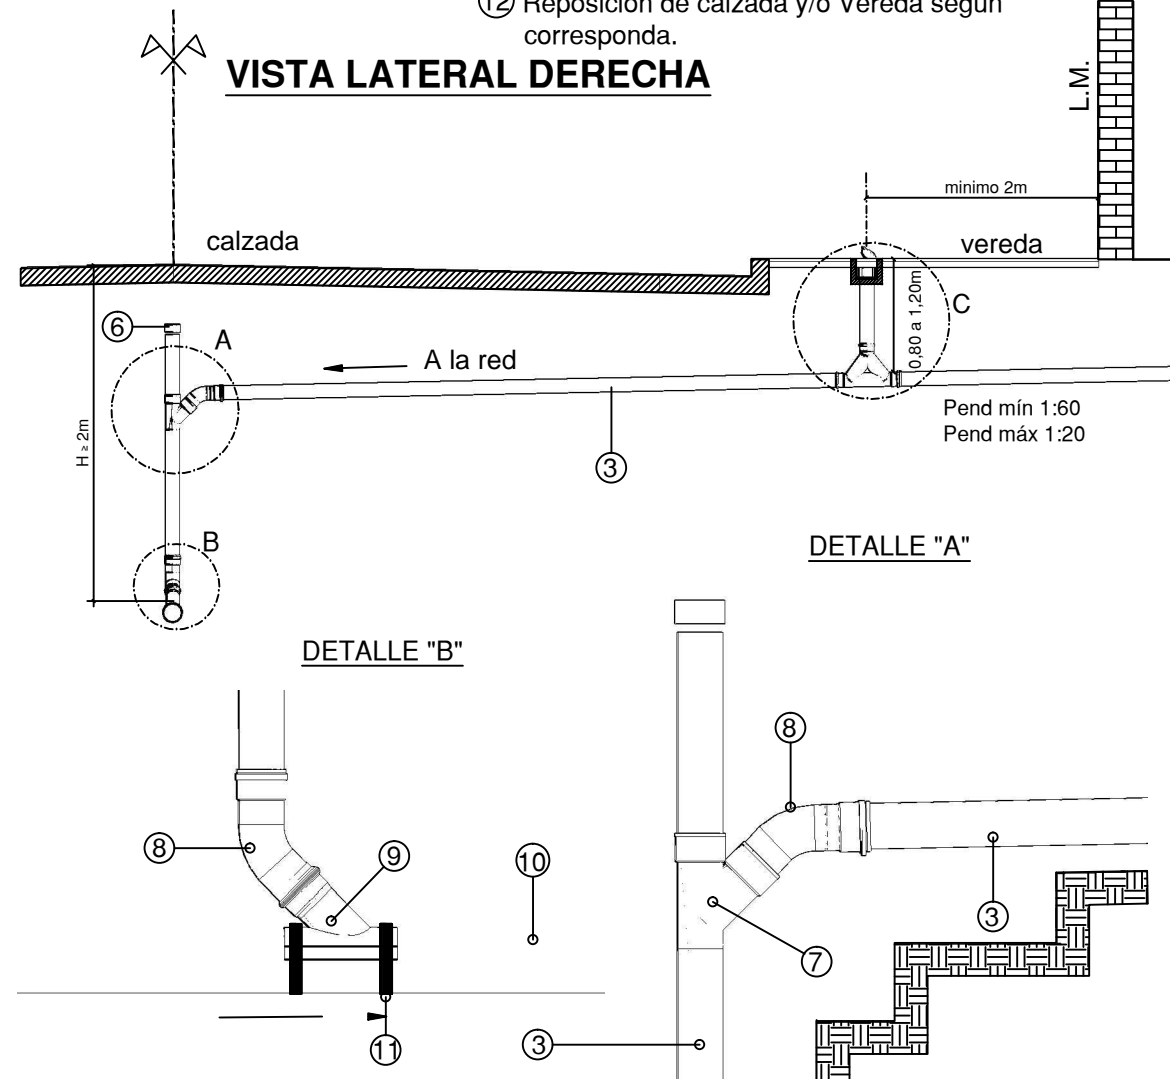 12 Reposición de calzada y/o Vereda según
corresponda.
VISTA LATERAL DERECHA
L.M.
minimo 2m
calzada
vereda
6
A
C
0,80 a 1,20m
A la red
Pend mín 1:60
Pend máx 1:20
H ≥ 2m
3
B
DETALLE "A"
DETALLE "B"
8
8
9
10
3
7
11
3